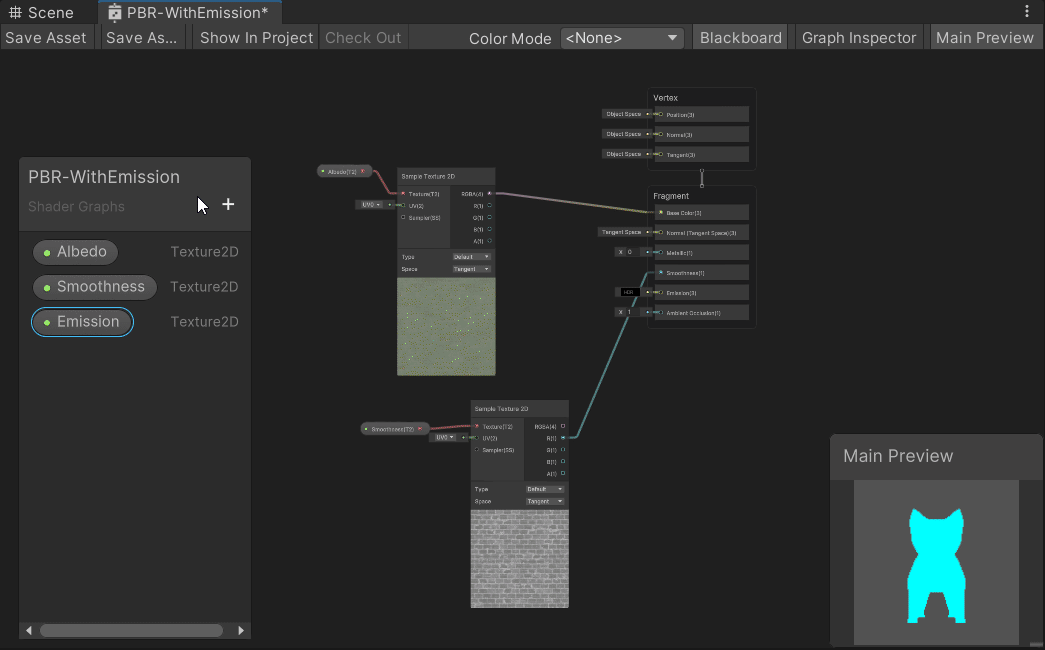 Scene
PBR-WithEmission*
Save Asset
Save As...
Show In Project
Check Out
Color Mode
<None>
Blackboard
Graph Inspector
Main Preview
PBR-WithEmission
Shader Graphs
+
Albedo Texture2D
Smoothness Texture2D
Emission Texture2D
Albedo(T2)
UV0
Sample Texture 2D
Texture(T2) RGBA(4)
UV(2) R(1)
Sampler(SS) G(1)
B(1)
A(1)
Type Default
Space Tangent
Smoothness(T2)
UV0
Sample Texture 2D
Texture(T2) RGBA(4)
UV(2) R(1)
Sampler(SS) G(1)
B(1)
A(1)
Type Default
Space Tangent
Vertex
Object Space Position(3)
Object Space Normal(3)
Object Space Tangent(3)
Fragment
Base Color(3)
Tangent Space Normal (Tangent Space)(3)
X 0 Metallic(1)
Smoothness(1)
HDR Emission(3)
X 1 Ambient Occlusion(1)
Main Preview